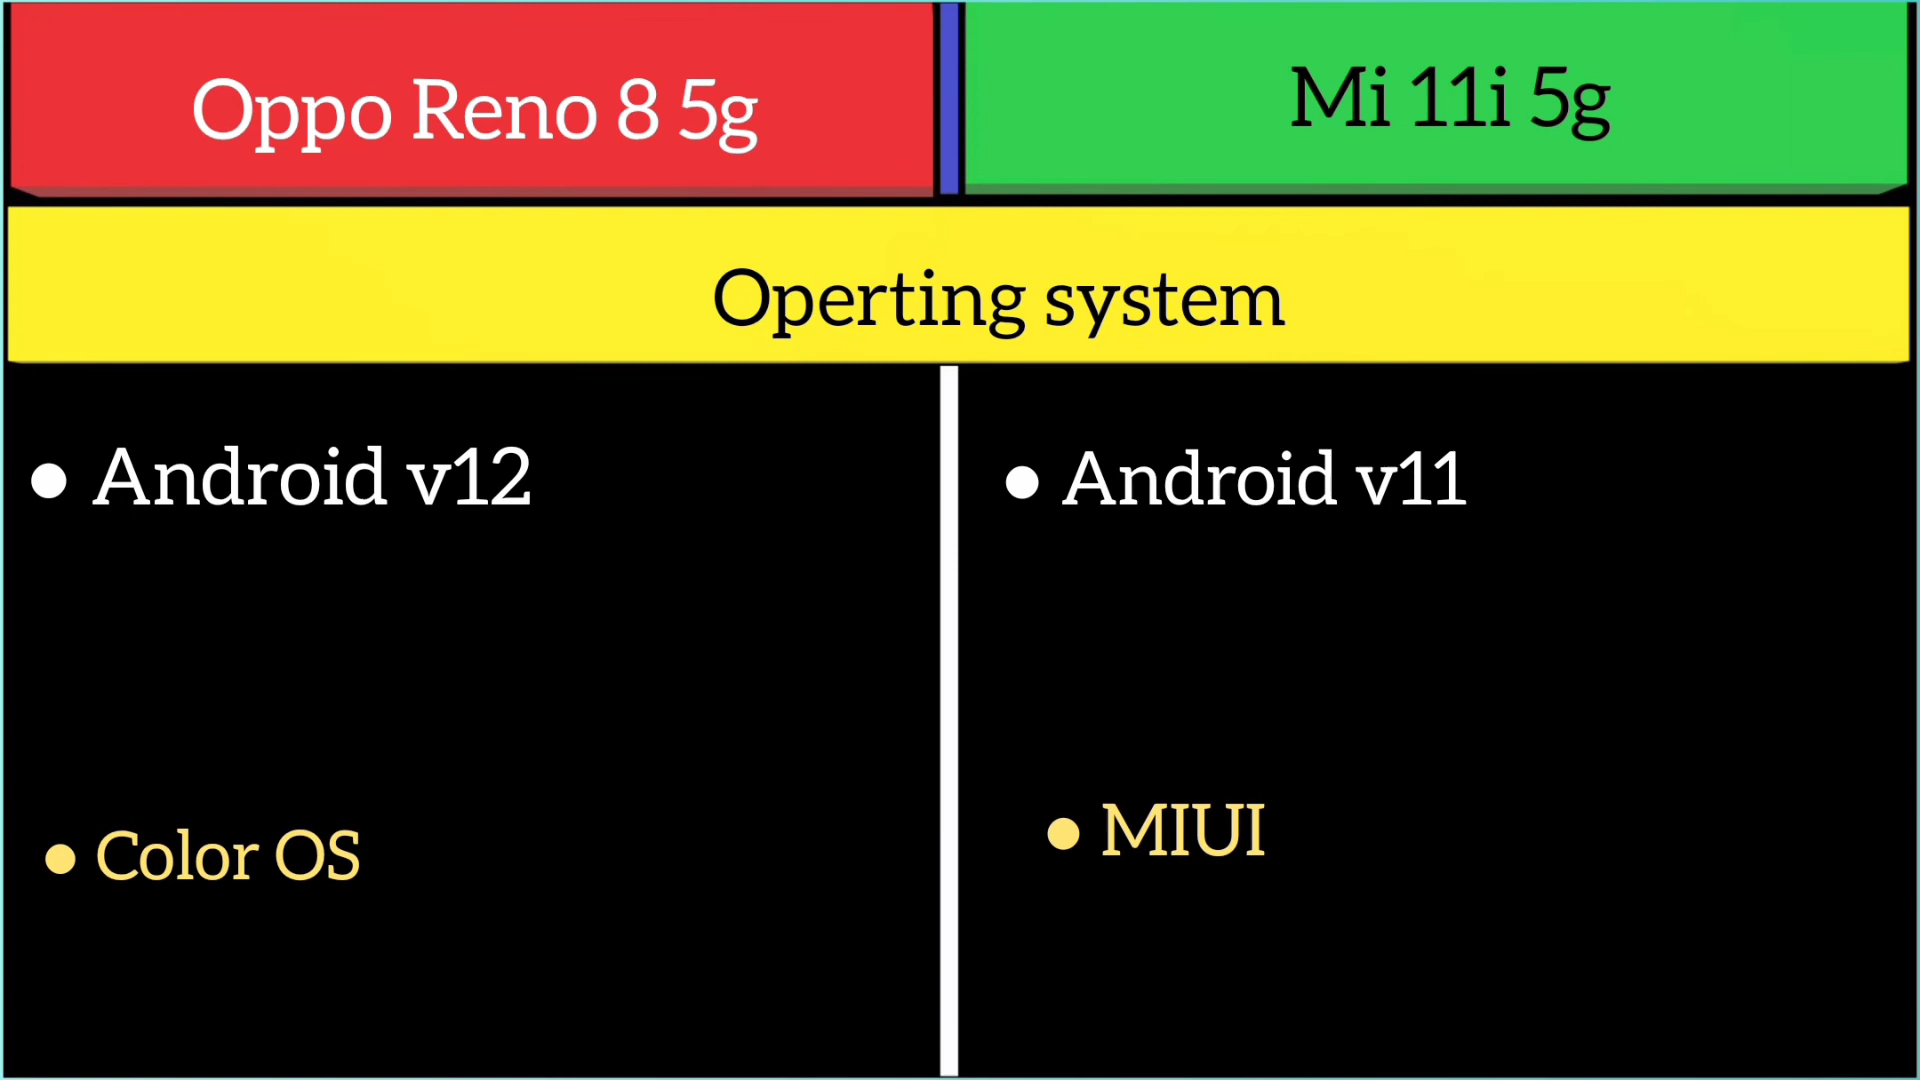 Oppo Reno 8 5g
Mi 11i 5g
Operting system
• Android v12
• Android v11
• Color OS
• MIUI